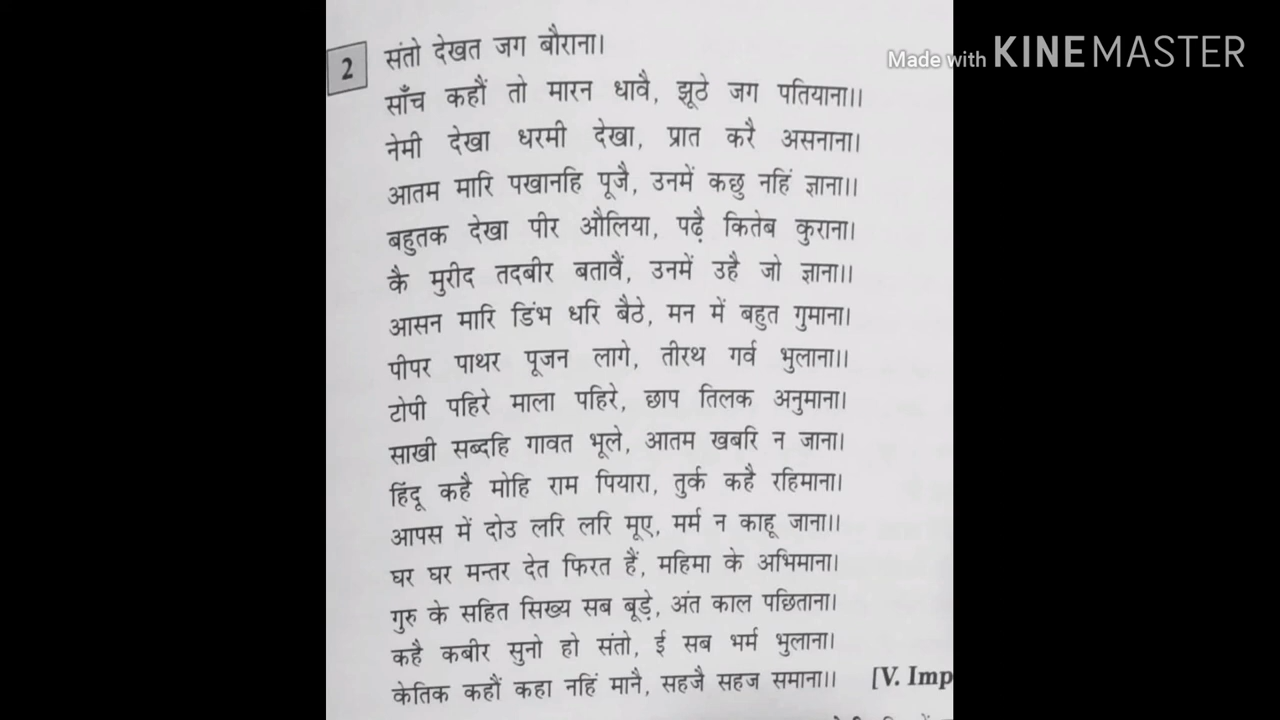 Made with KINEMASTER
2 संतो देखत जग बौराना।
साँच कहौं तो मारन धावै, झूठे जग पतियाना।।
नेमी देखा धरमी देखा, प्रात करै असनाना।
आतम मारि पखानहि पूजै, उनमें कछु नहिं ज्ञाना।।
बहुतक देखा पीर औलिया, पढ़ै कितेब कुराना।
कै मुरीद तदबीर बतावैं, उनमें उहै जो ज्ञाना।।
आसन मारि डिंभ धरि बैठे, मन में बहुत गुमाना।
पीपर पाथर पूजन लागे, तीरथ गर्व भुलाना।।
टोपी पहिरे माला पहिरे, छाप तिलक अनुमाना।
साखी सब्दहि गावत भूले, आतम खबरि न जाना।
हिंदू कहै मोहि राम पियारा, तुर्क कहै रहिमाना।
आपस में दोउ लरि लरि मूए, मर्म न काहू जाना।।
घर घर मन्तर देत फिरत हैं, महिमा के अभिमाना।
गुरु के सहित सिख्य सब बूड़े, अंत काल पछिताना।
कहै कबीर सुनो हो संतो, ई सब भर्म भुलाना।
केतिक कहौं कहा नहिं मानै, सहजै सहज समाना।। [V. Imp